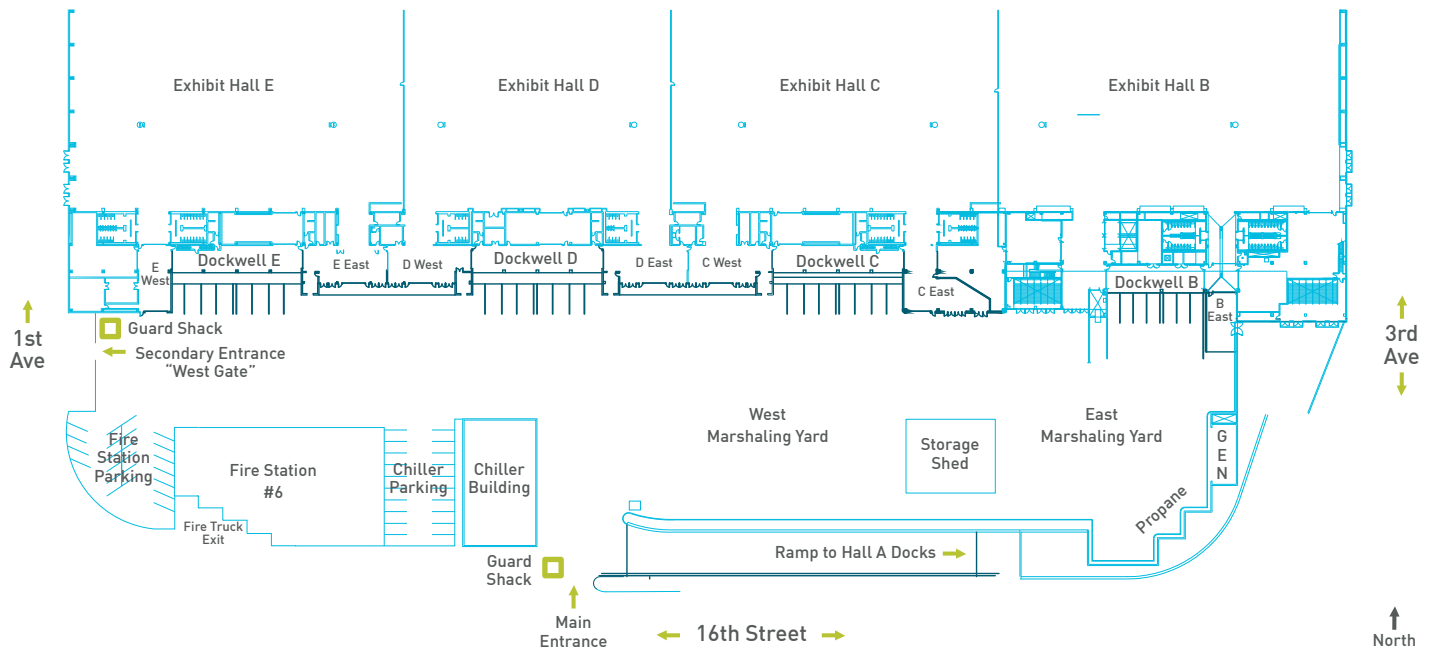 Exhibit Hall E
Exhibit Hall D
Exhibit Hall C
Exhibit Hall B
E
West
Dockwell E
E East
D West
Dockwell D
D East
C West
Dockwell C
C East
Dockwell B
B
East
1st
Ave
Guard Shack
Secondary Entrance
“West Gate”
3rd
Ave
Fire
Station
Parking
Fire Station
#6
Fire Truck
Exit
Chiller
Parking
Chiller
Building
West
Marshaling Yard
Storage
Shed
East
Marshaling Yard
G
E
N
Propane
Ramp to Hall A Docks
Guard
Shack
Main
Entrance
16th Street
North